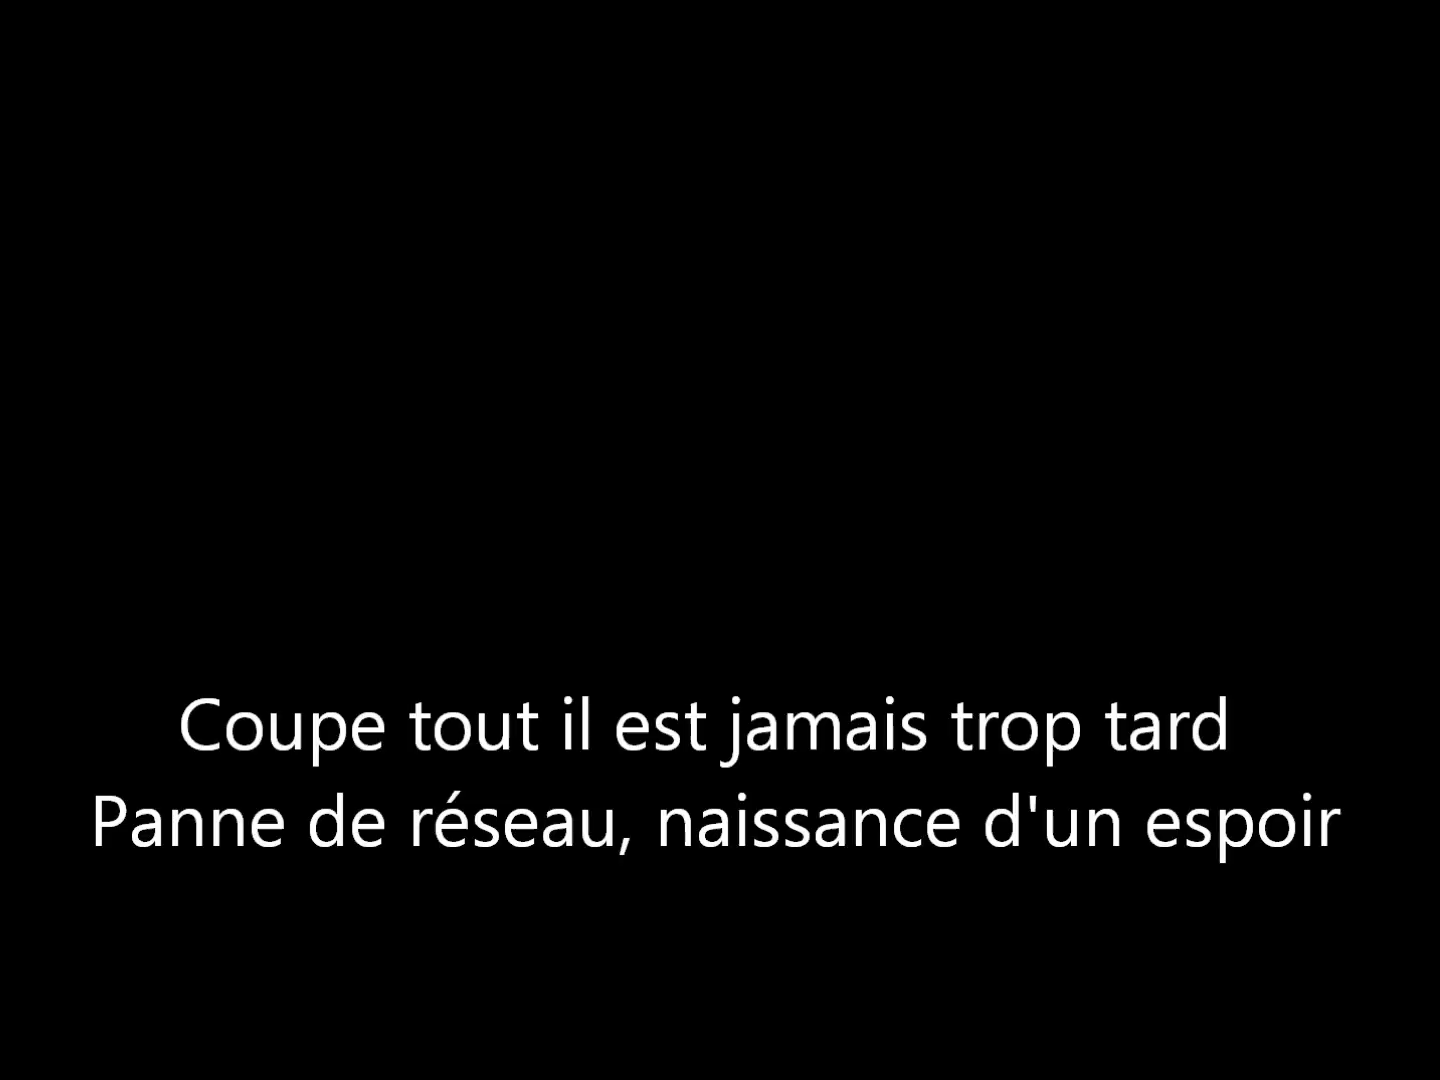 Coupe tout il est jamais trop tard
Panne de réseau, naissance d'un espoir